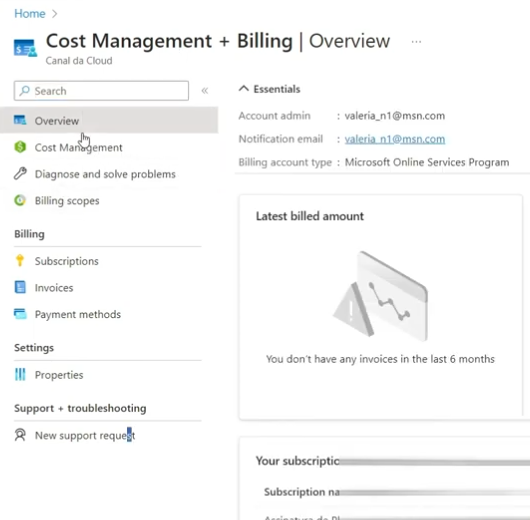 Home >
Cost Management + Billing | Overview ...
Canal da Cloud
Search «
Overview
Cost Management
Diagnose and solve problems
Billing scopes
Billing
Subscriptions
Invoices
Payment methods
Settings
Properties
Support + troubleshooting
New support request
Essentials
Account admin : valeria_n1@msn.com
Notification email : valeria_n1@msn.com
Billing account type : Microsoft Online Services Program
Latest billed amount
You don't have any invoices in the last 6 months
Your subscriptio
Subscription na